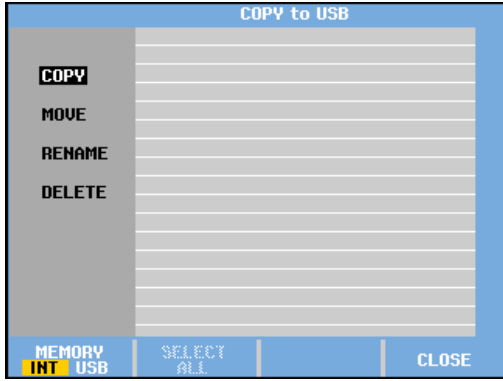 COPY to USB
COPY
MOVE
RENAME
DELETE
MEMORY
INT USB
SELECT
ALL
CLOSE